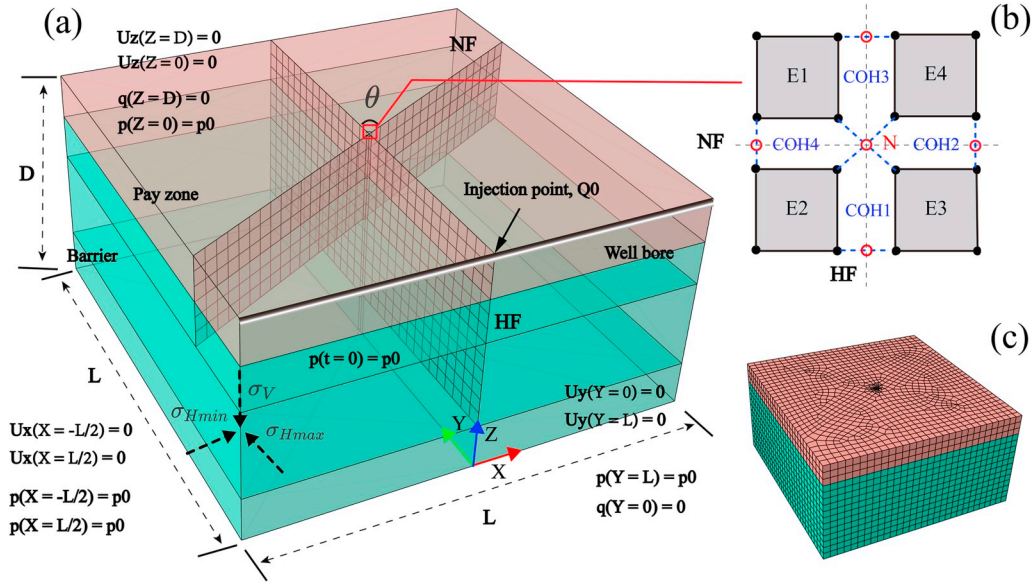 (a)
Uz(Z = D) = 0
Uz(Z = 0) = 0
q(Z = D) = 0
p(Z = 0) = p0
NF
θ
D
Pay zone
Injection point, Q0
Barrier
Well bore
HF
p(t = 0) = p0
σV
σHmin
σHmax
L
Uy(Y = 0) = 0
Uy(Y = L) = 0
Y
Z
X
Ux(X = -L/2) = 0
Ux(X = L/2) = 0
p(X = -L/2) = p0
p(X = L/2) = p0
p(Y = L) = p0
q(Y = 0) = 0
L
(b)
E1
COH3
E4
NF
COH4
N
COH2
E2
COH1
E3
HF
(c)